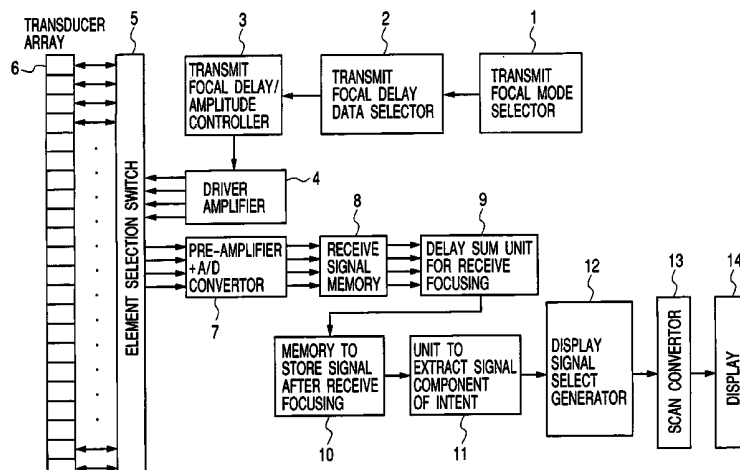 TRANSDUCER
ARRAY
6
5
3
2
1
TRANSMIT
FOCAL DELAY/
AMPLITUDE
CONTROLLER
TRANSMIT
FOCAL DELAY
DATA SELECTOR
TRANSMIT
FOCAL MODE
SELECTOR
ELEMENT SELECTION SWITCH
DRIVER
AMPLIFIER
4
8
9
PRE-AMPLIFIER
+A/D
CONVERTOR
7
RECEIVE
SIGNAL
MEMORY
DELAY SUM UNIT
FOR RECEIVE
FOCUSING
12
13
14
MEMORY TO
STORE SIGNAL
AFTER RECEIVE
FOCUSING
10
UNIT TO
EXTRACT SIGNAL
COMPONENT
OF INTENT
11
DISPLAY
SIGNAL
SELECT
GENERATOR
SCAN CONVERTOR
DISPLAY